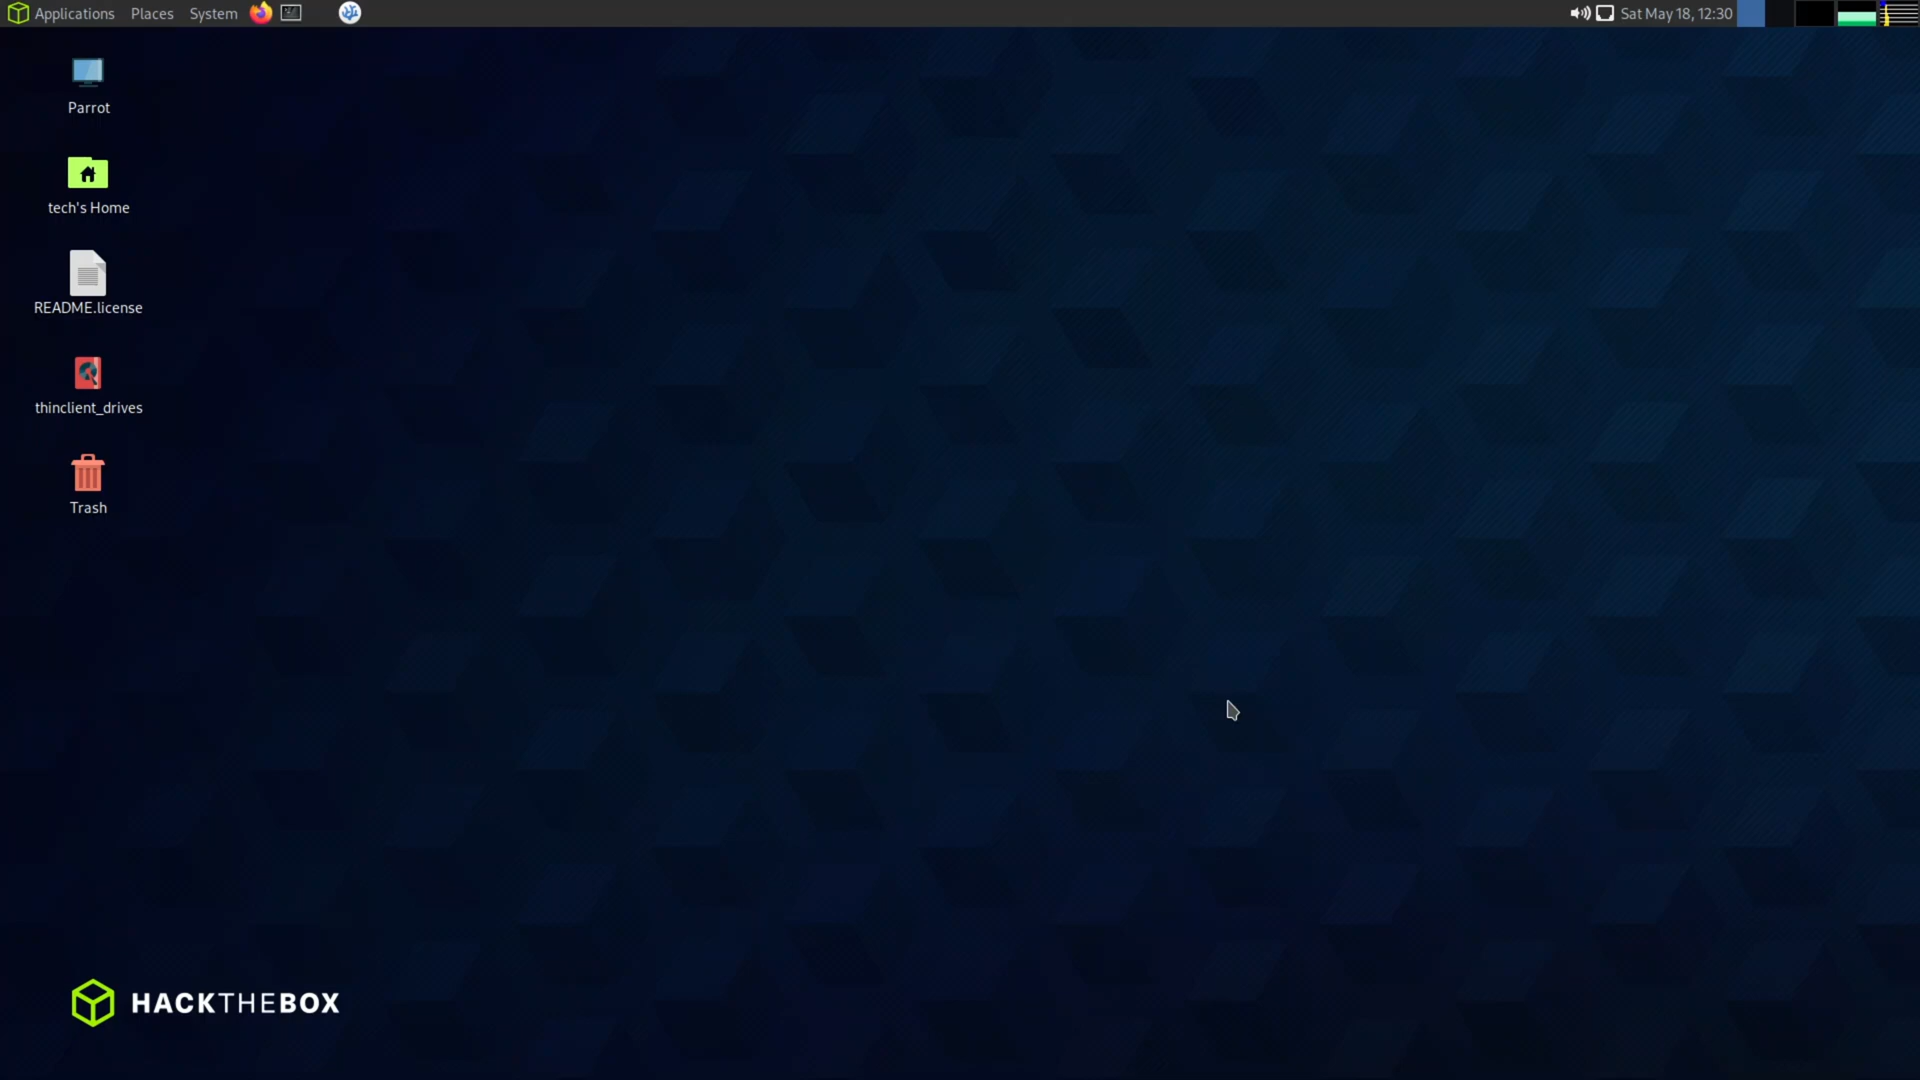 Applications Places System Sat May 18, 12:30
Parrot
tech's Home
README.license
thinclient_drives
Trash
HACKTHEBOX